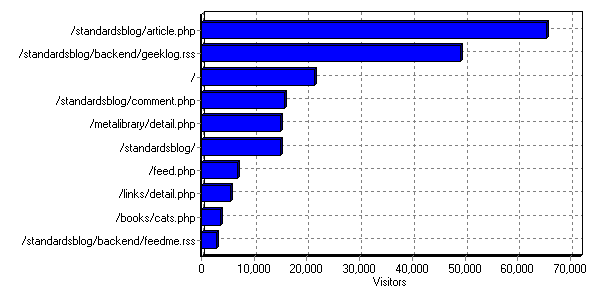 /standardsblog/article.php
/standardsblog/backend/geeklog.rss
/
/standardsblog/comment.php
/metalibrary/detail.php
/standardsblog/
/feed.php
/links/detail.php
/books/cats.php
/standardsblog/backend/feedme.rss
0 10,000 20,000 30,000 40,000 50,000 60,000 70,000
Visitors